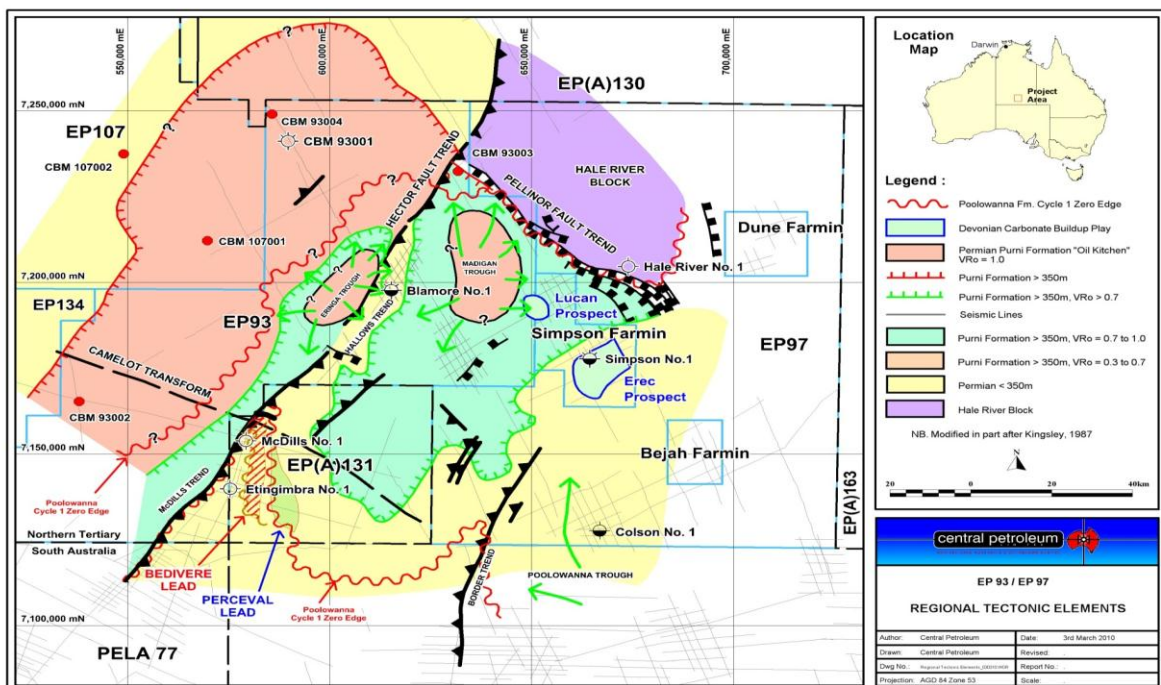 550,000 mE
600,000 mE
650,000 mE
700,000 mE
7,250,000 mN
7,200,000 mN
7,150,000 mN
7,100,000 mN
EP(A)130
EP107
CBM 93004
CBM 93001
CBM 107002
CBM 93003
HECTOR FAULT TREND
PELLINOR FAULT TREND
HALE RIVER
BLOCK
CBM 107001
MADIGAN
TROUGH
Dune Farmin
Hale River No. 1
ERINGA TROUGH
Blamore No.1
EP134
EP93
HALLOWS TREND
Lucan
Prospect
Simpson Farmin
EP97
CAMELOT TRANSFORM
Simpson No.1
Erec
Prospect
CBM 93002
McDills No. 1
EP(A)131
Bejah Farmin
McDILLS TREND
Etingimbra No. 1
Poolowanna
Cycle 1 Zero Edge
EP(A)163
Colson No.1
Northern Tertiary
South Australia
BEDIVERE
LEAD
PERCEVAL
LEAD
Poolowanna
Cycle 1 Zero Edge
BORDER TREND
POOLOWANNA TROUGH
PELA 77
?
?
?
?
?
?
?
?
?
?
Location
Map
Darwin
Project
Area
Legend :
Poolowanna Fm. Cycle 1 Zero Edge
Devonian Carbonate Buildup Play
Permian Purni Formation "Oil Kitchen"
VRo = 1.0
Purni Formation > 350m
Purni Formation > 350m, VRo > 0.7
Seismic Lines
Purni Formation > 350m, VRo = 0.7 to 1.0
Purni Formation > 350m, VRo = 0.3 to 0.7
Permian < 350m
Hale River Block
NB. Modified in part after Kingsley, 1987
N
20 0 20 40km
central petroleum
EP 93 / EP 97
REGIONAL TECTONIC ELEMENTS
Author: Central Petroleum Date: 3rd March 2010
Drawn: Central Petroleum Revised: .
Dwg No.: Report No.: .
Projection: AGD 84 Zone 53 Scale: .